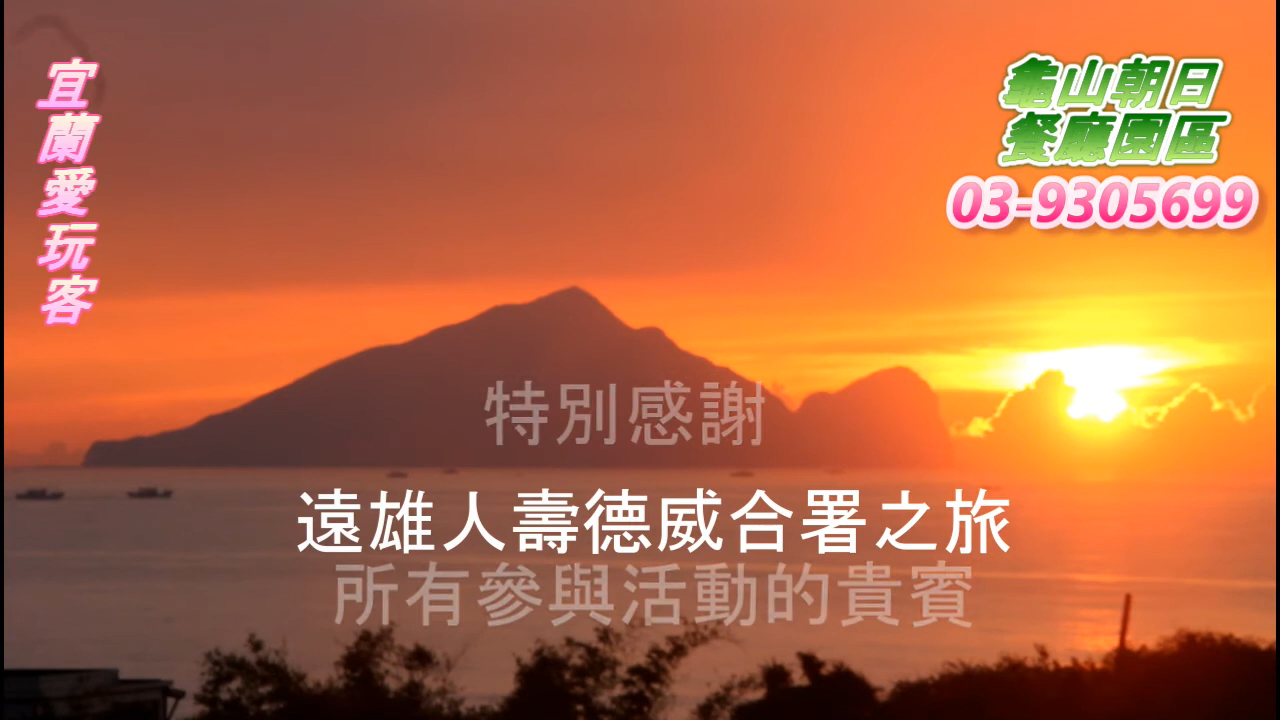 宜蘭愛玩客
龜山朝日
餐廳園區
03-9305699
特別感謝
遠雄人壽德威合署之旅
所有參與活動的貴賓